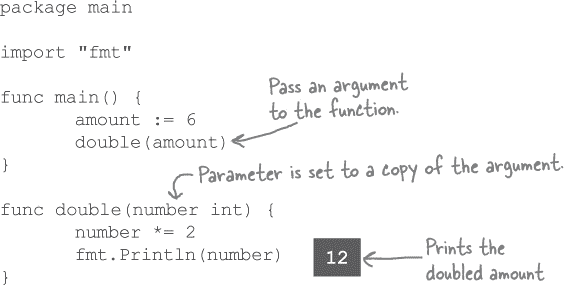 package main
import "fmt"
func main() {
amount := 6
double(amount)
}
Pass an argument
to the function.
Parameter is set to a copy of the argument.
func double(number int) {
number *= 2
fmt.Println(number)
}
12
Prints the
doubled amount